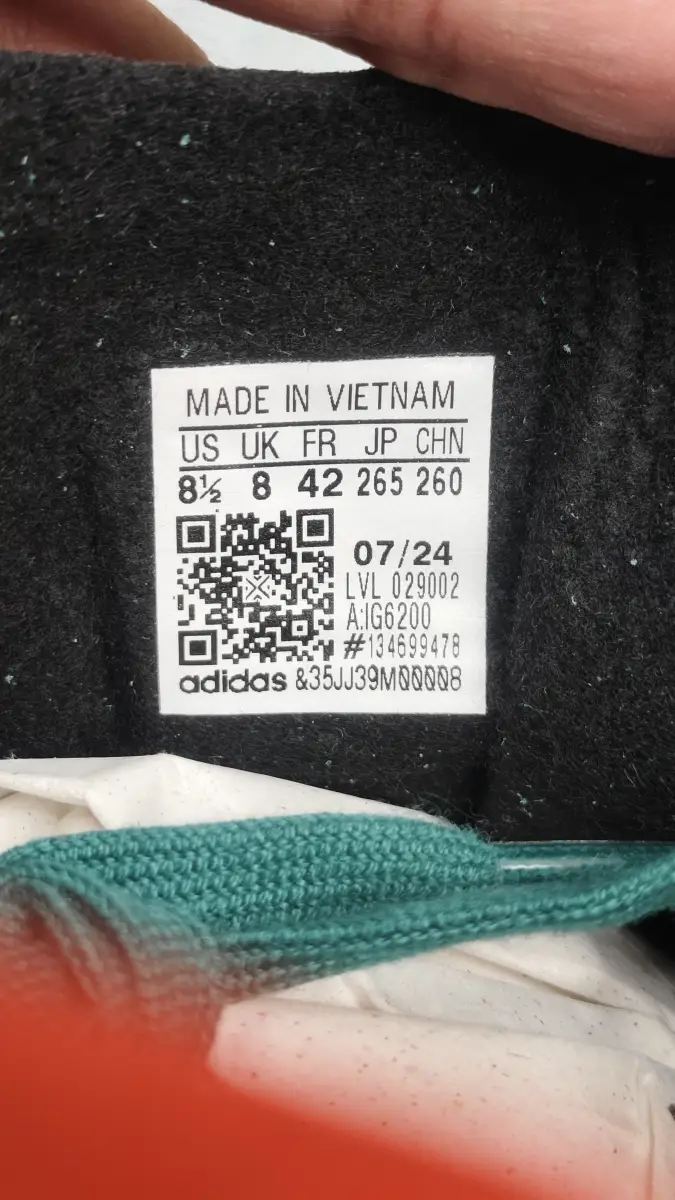 MADE IN VIETNAM
US UK FR JP CHN
8½ 8 42 265 260
07/24
LVL 029002
A:IG6200
#134699478
adidas &35JJ39M00008